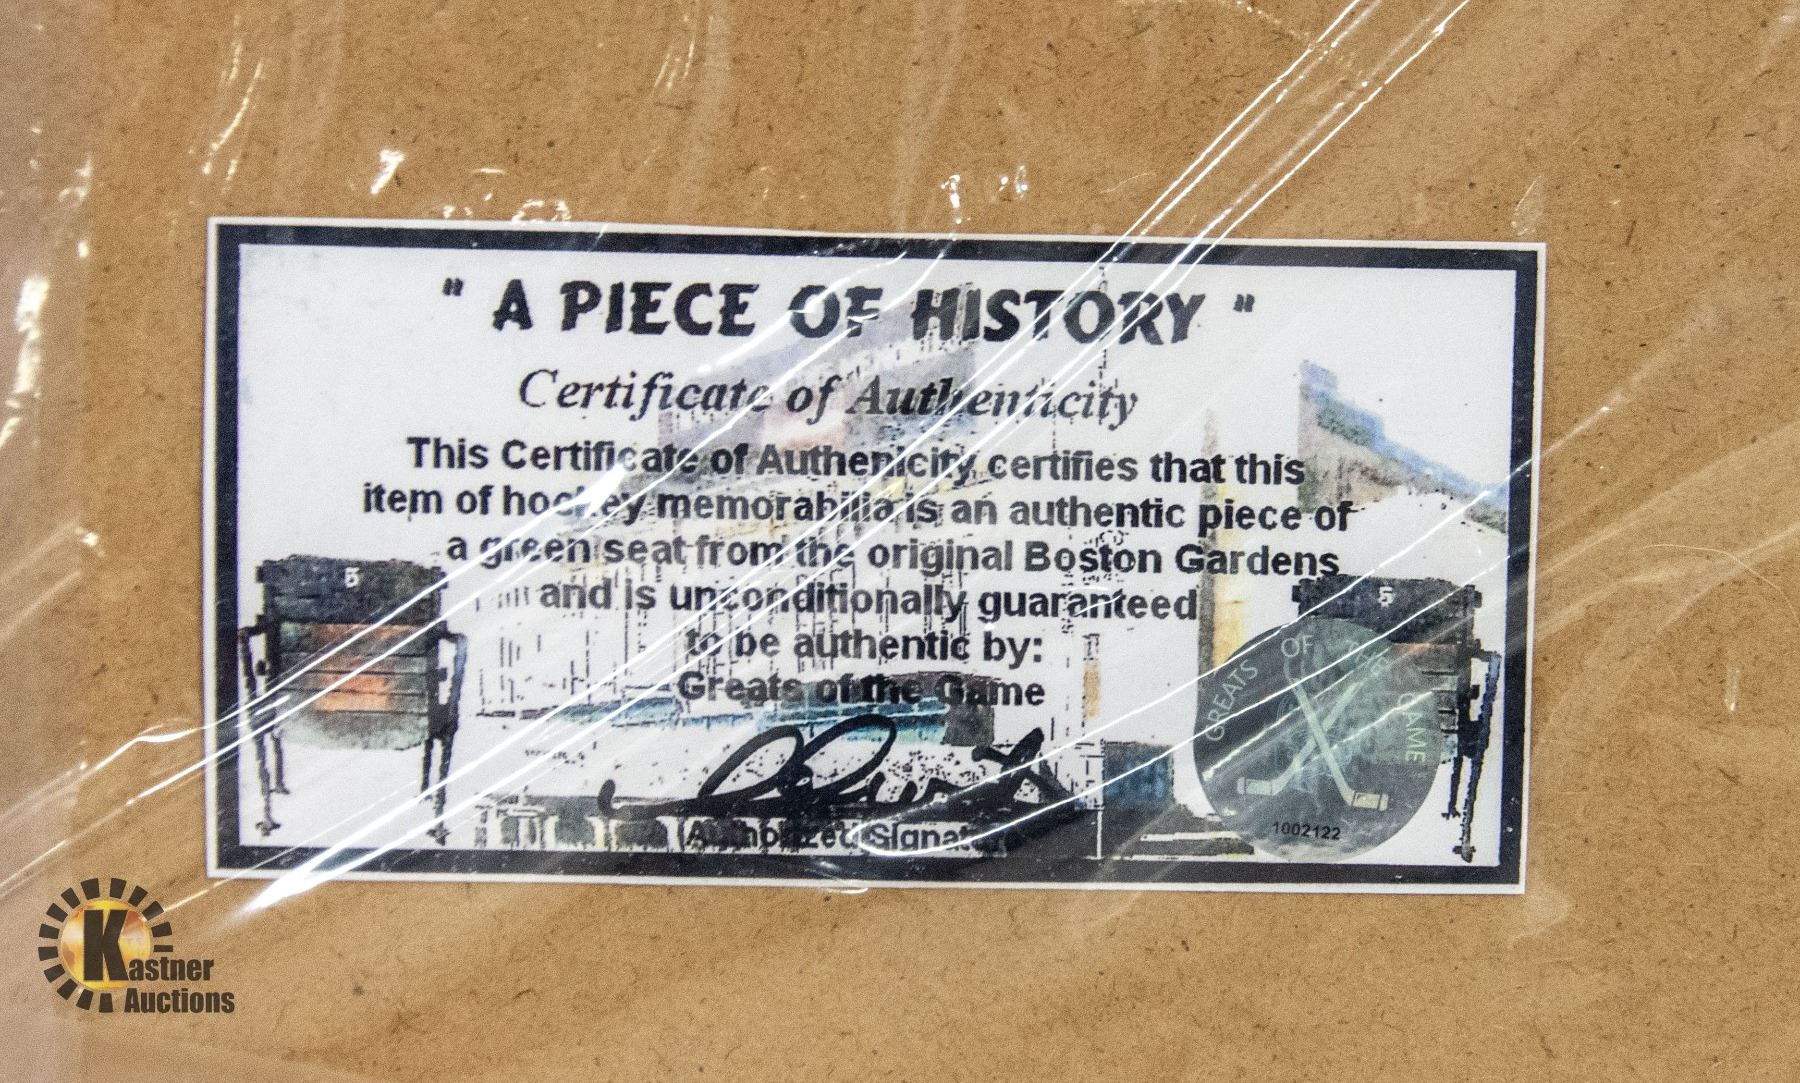 " A PIECE OF HISTORY "
Certificate of Authenticity
This Certificate of Authenicity certifies that this
item of hockey memorabilia is an authentic piece of
a green seat from the original Boston Gardens
and is unconditionally guaranteed
to be authentic by:
Greats of the Game
Authorized Signature
5
5
GREATS OF THE GAME
1002122
Kastner
Auctions